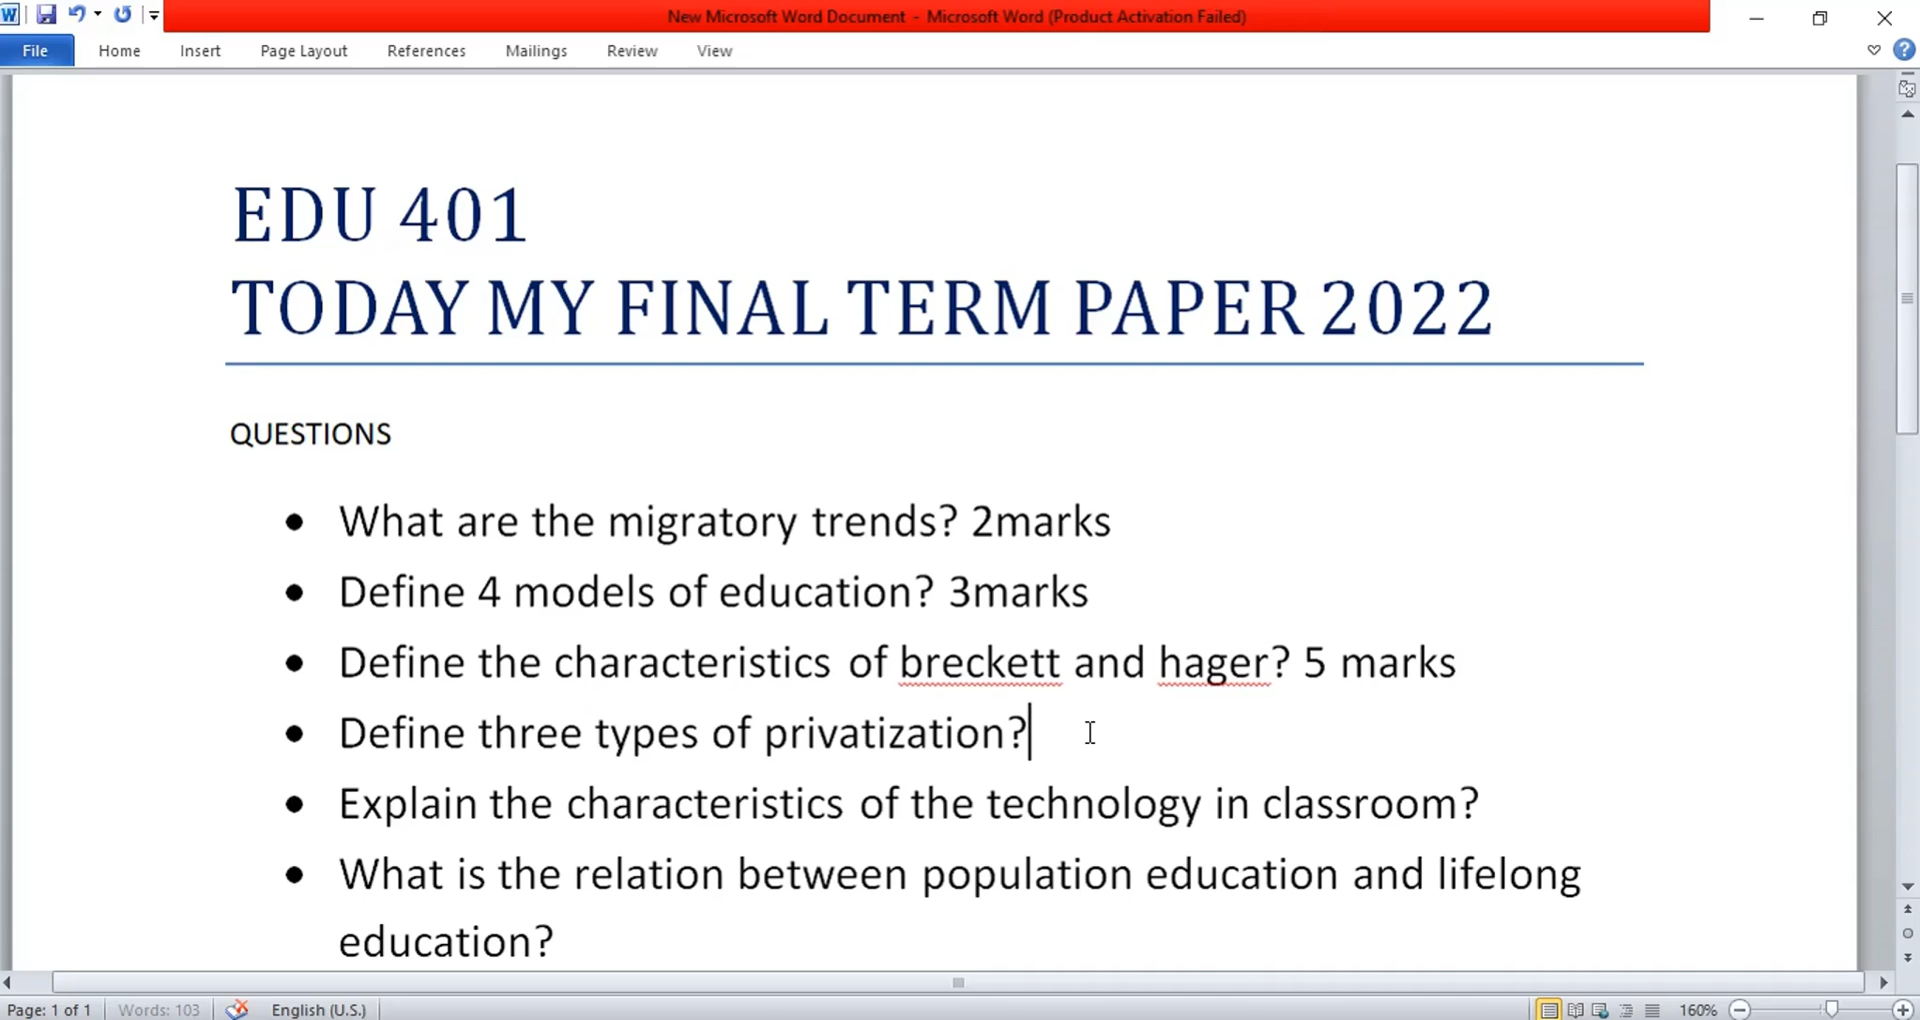 New Microsoft Word Document - Microsoft Word (Product Activation Failed)
File Home Insert Page Layout References Mailings Review View
EDU 401
TODAY MY FINAL TERM PAPER 2022
QUESTIONS
• What are the migratory trends? 2marks
• Define 4 models of education? 3marks
• Define the characteristics of breckett and hager? 5 marks
• Define three types of privatization?
• Explain the characteristics of the technology in classroom?
• What is the relation between population education and lifelong
education?
Page: 1 of 1 Words: 103 English (U.S.) 160%